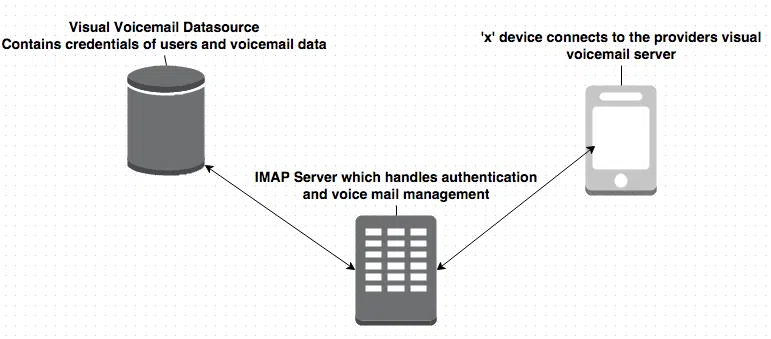 Visual Voicemail Datasource
Contains credentials of users and voicemail data
'x' device connects to the providers visual
voicemail server
IMAP Server which handles authentication
and voice mail management